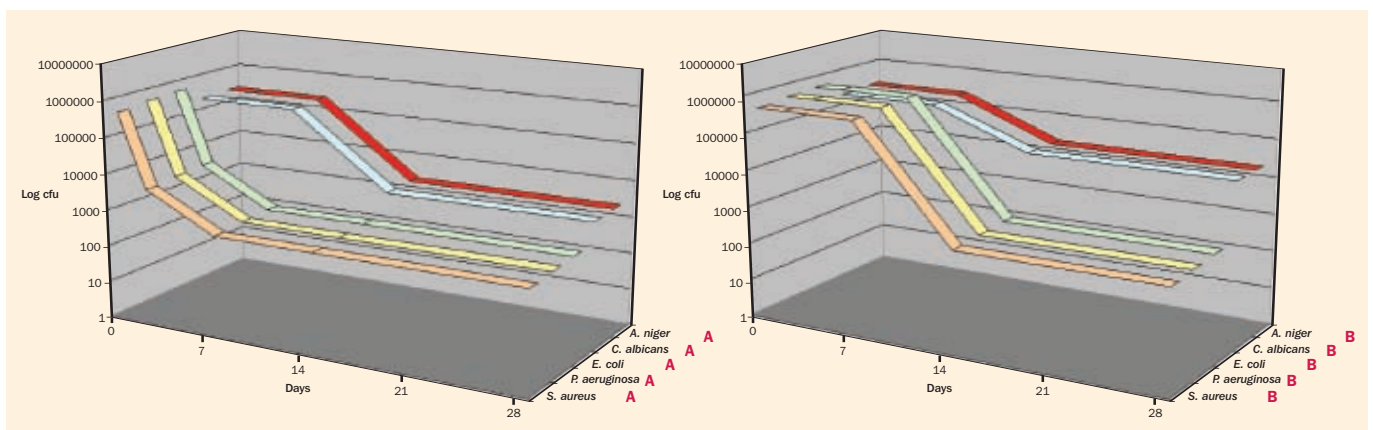 10000000
1000000
100000
10000
Log cfu
1000
100
10
1
0
7
14
Days
21
28
A. niger A
C. albicans A
E. coli A
P. aeruginosa A
S. aureus A
10000000
1000000
100000
10000
Log cfu
1000
100
10
1
0
7
14
Days
21
28
A. niger B
C. albicans B
E. coli B
P. aeruginosa B
S. aureus B